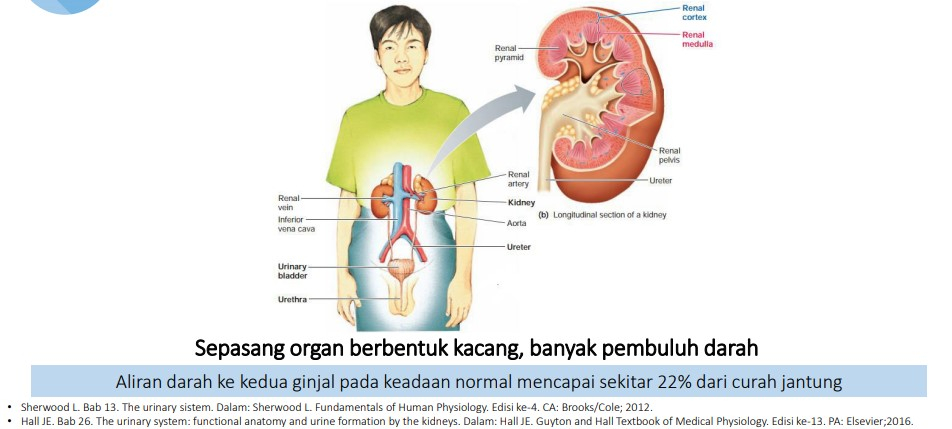 Renal
cortex
Renal
medulla
Renal
pyramid
Renal
pelvis
Ureter
(b) Longitudinal section of a kidney
Renal
artery
Kidney
Aorta
Ureter
Renal
vein
Inferior
vena cava
Urinary
bladder
Urethra
Sepasang organ berbentuk kacang, banyak pembuluh darah
Aliran darah ke kedua ginjal pada keadaan normal mencapai sekitar 22% dari curah jantung
• Sherwood L. Bab 13. The urinary sistem. Dalam: Sherwood L. Fundamentals of Human Physiology. Edisi ke-4. CA: Brooks/Cole; 2012.
• Hall JE. Bab 26. The urinary system: functional anatomy and urine formation by the kidneys. Dalam: Hall JE. Guyton and Hall Textbook of Medical Physiology. Edisi ke-13. PA: Elsevier;2016.